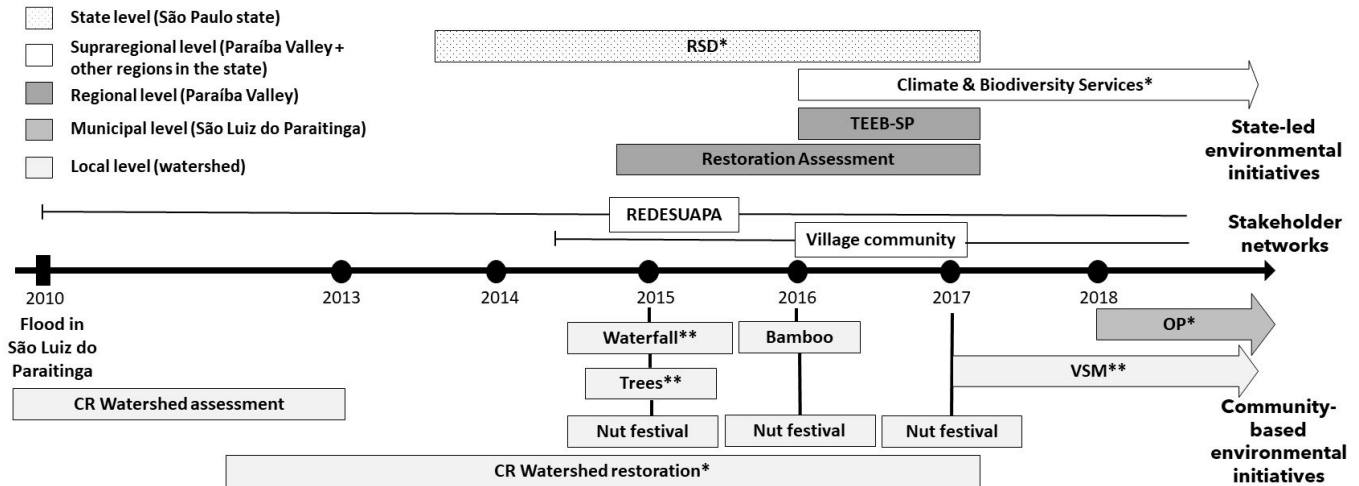 State level (São Paulo state)
Supraregional level (Paraíba Valley +
other regions in the state)
Regional level (Paraíba Valley)
Municipal level (São Luiz do Paraitinga)
Local level (watershed)
RSD*
Climate & Biodiversity Services*
TEEB-SP
Restoration Assessment
State-led
environmental
initiatives
REDESUAPA
Village community
Stakeholder
networks
2010
2013
2014
2015
2016
2017
2018
Flood in
São Luiz do
Paraitinga
OP*
Waterfall**
Bamboo
VSM**
Trees**
CR Watershed assessment
Nut festival
Nut festival
Nut festival
CR Watershed restoration*
Community-
based
environmental
initiatives